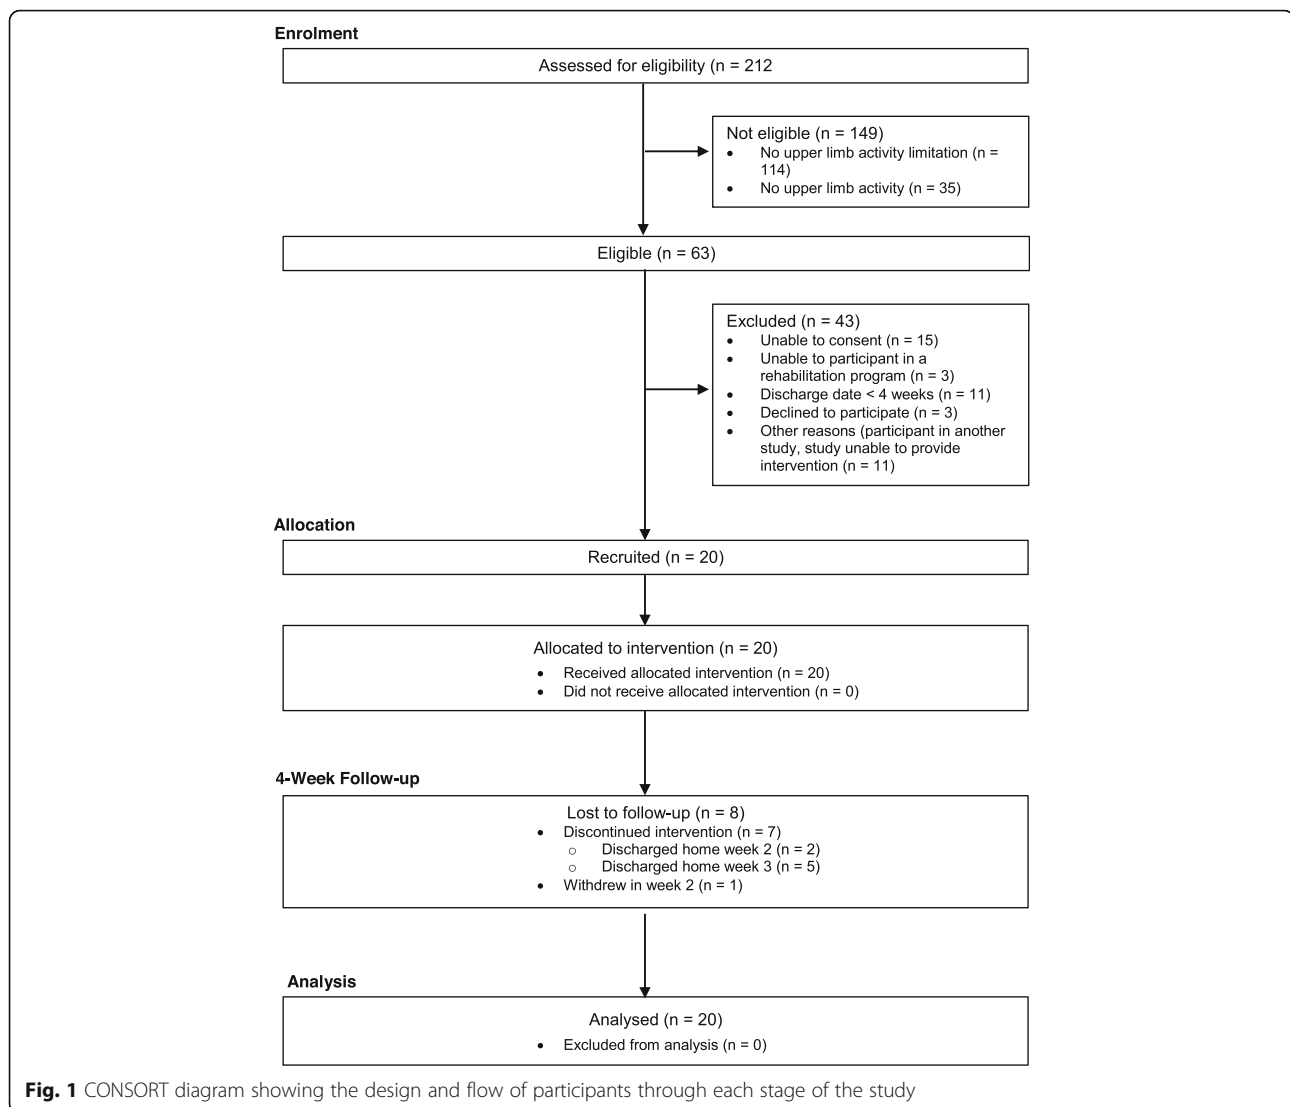 Enrolment
Assessed for eligibility (n = 212
Not eligible (n = 149)
• No upper limb activity limitation (n =
114)
• No upper limb activity (n = 35)
Eligible (n = 63)
Excluded (n = 43)
• Unable to consent (n = 15)
• Unable to participant in a
rehabilitation program (n = 3)
• Discharge date < 4 weeks (n = 11)
• Declined to participate (n = 3)
• Other reasons (participant in another
study, study unable to provide
intervention (n = 11)
Allocation
Recruited (n = 20)
Allocated to intervention (n = 20)
• Received allocated intervention (n = 20)
• Did not receive allocated intervention (n = 0)
4-Week Follow-up
Lost to follow-up (n = 8)
• Discontinued intervention (n = 7)
○ Discharged home week 2 (n = 2)
○ Discharged home week 3 (n = 5)
• Withdrew in week 2 (n = 1)
Analysis
Analysed (n = 20)
• Excluded from analysis (n = 0)
Fig. 1 CONSORT diagram showing the design and flow of participants through each stage of the study